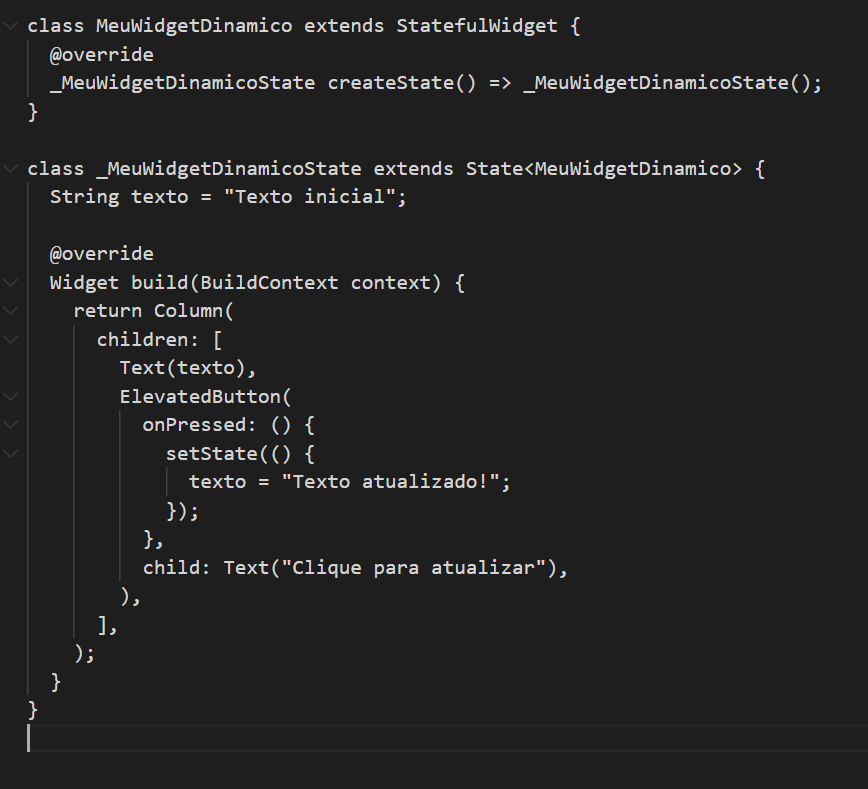 class MeuWidgetDinamico extends StatefulWidget {
  @override
  _MeuWidgetDinamicoState createState() => _MeuWidgetDinamicoState();
}

class _MeuWidgetDinamicoState extends State<MeuWidgetDinamico> {
  String texto = "Texto inicial";

  @override
  Widget build(BuildContext context) {
    return Column(
      children: [
        Text(texto),
        ElevatedButton(
          onPressed: () {
            setState(() {
              texto = "Texto atualizado!";
            });
          },
          child: Text("Clique para atualizar"),
        ),
      ],
    );
  }
}